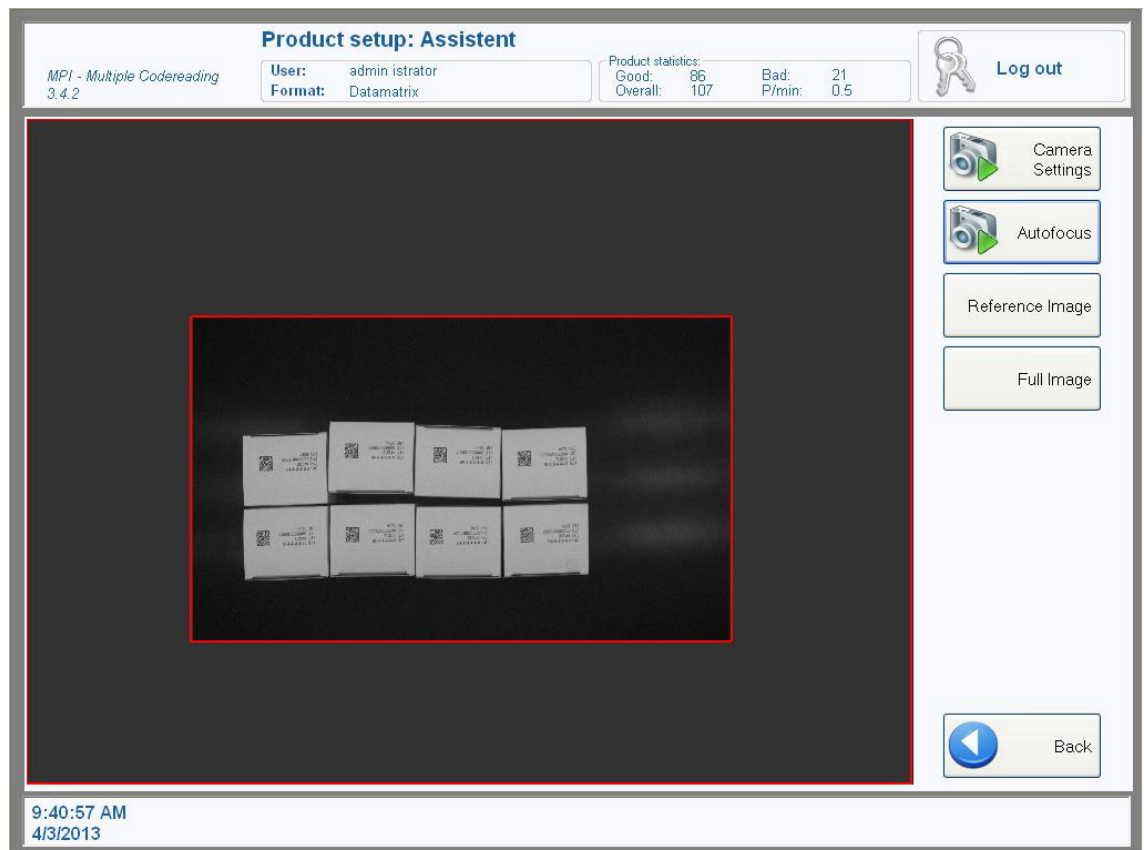 Product setup: Assistent
MPI - Multiple Codereading
3.4.2
User: admin istrator
Format: Datamatrix
Product statistics:
Good: 86 Bad: 21
Overall: 107 P/min: 0.5
Log out
Camera
Settings
Autofocus
Reference Image
Full Image
Back
9:40:57 AM
4/3/2013